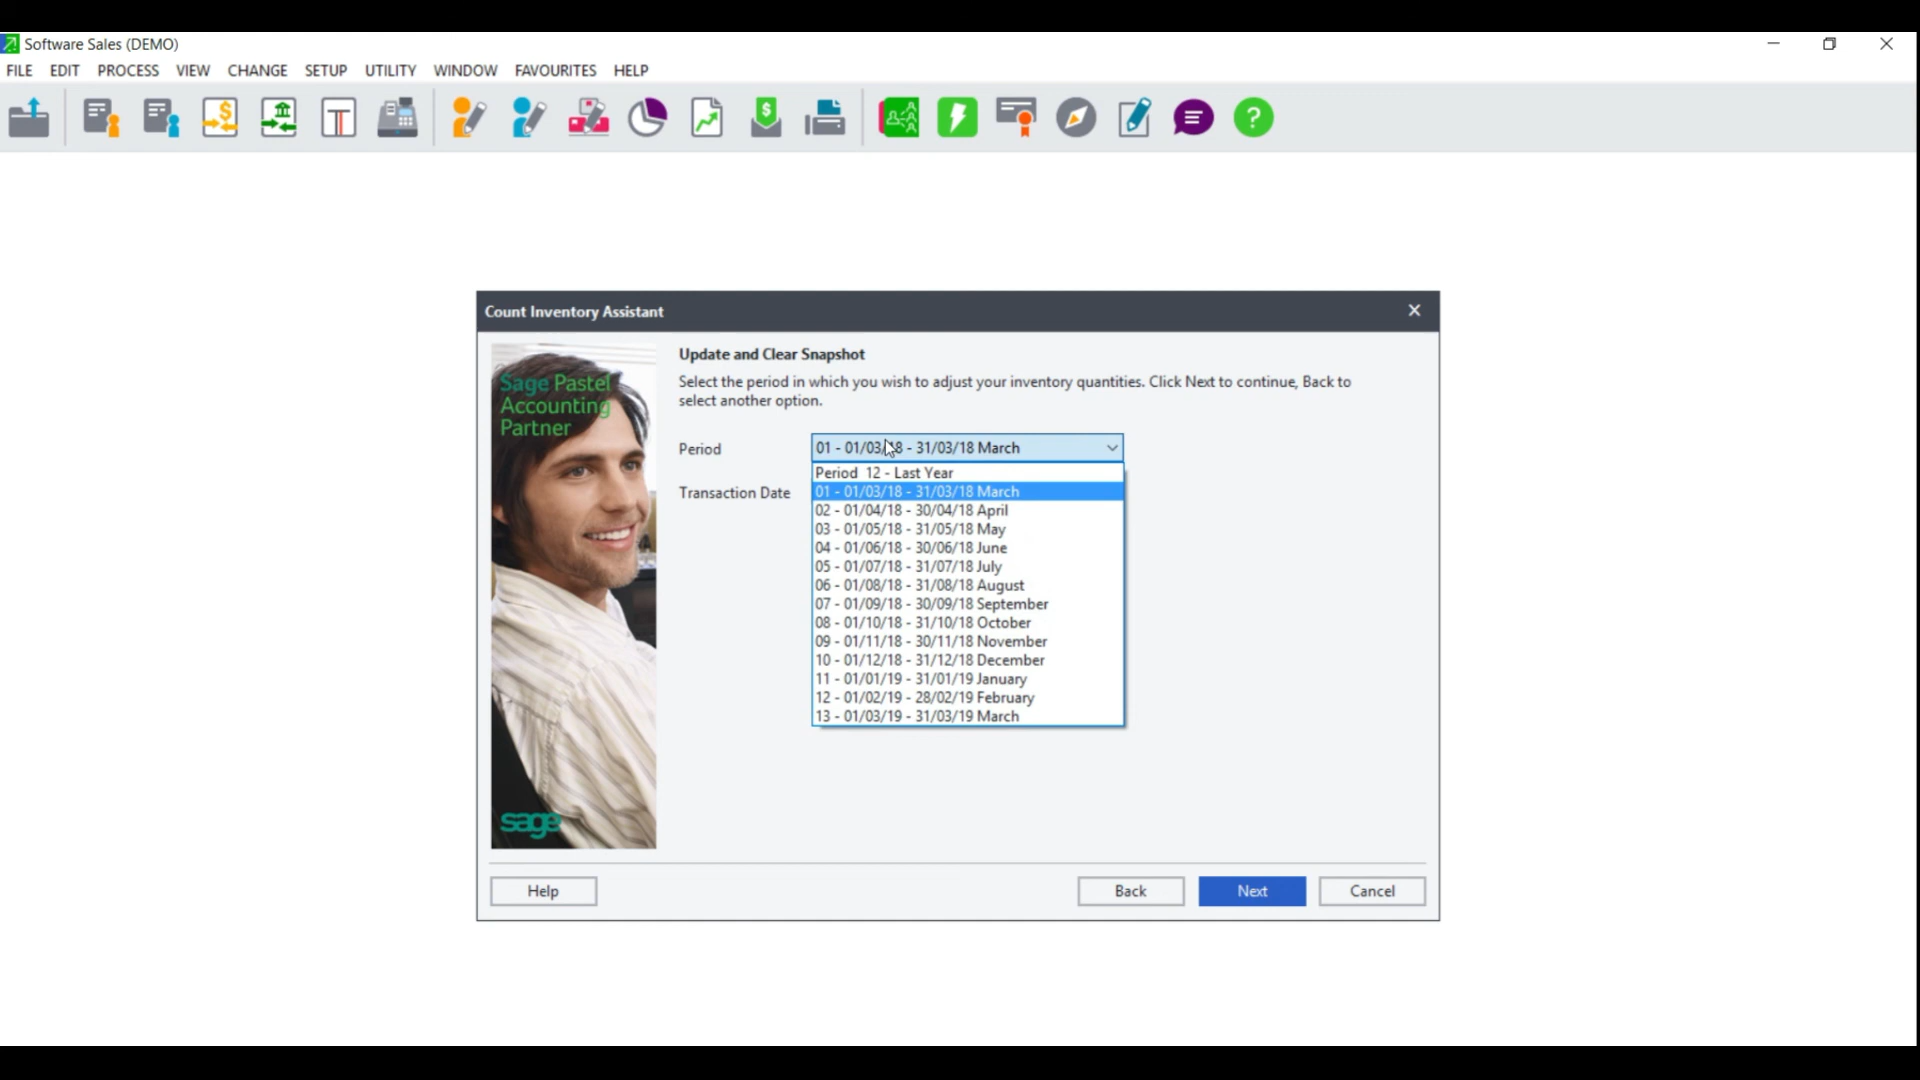 Software Sales (DEMO)
FILE EDIT PROCESS VIEW CHANGE SETUP UTILITY WINDOW FAVOURITES HELP
Count Inventory Assistant
Sage Pastel
Accounting
Partner
sage
Update and Clear Snapshot
Select the period in which you wish to adjust your inventory quantities. Click Next to continue, Back to
select another option.
Period 01 - 01/03/18 - 31/03/18 March
Transaction Date
Period 12 - Last Year
01 - 01/03/18 - 31/03/18 March
02 - 01/04/18 - 30/04/18 April
03 - 01/05/18 - 31/05/18 May
04 - 01/06/18 - 30/06/18 June
05 - 01/07/18 - 31/07/18 July
06 - 01/08/18 - 31/08/18 August
07 - 01/09/18 - 30/09/18 September
08 - 01/10/18 - 31/10/18 October
09 - 01/11/18 - 30/11/18 November
10 - 01/12/18 - 31/12/18 December
11 - 01/01/19 - 31/01/19 January
12 - 01/02/19 - 28/02/19 February
13 - 01/03/19 - 31/03/19 March
Help Back Next Cancel